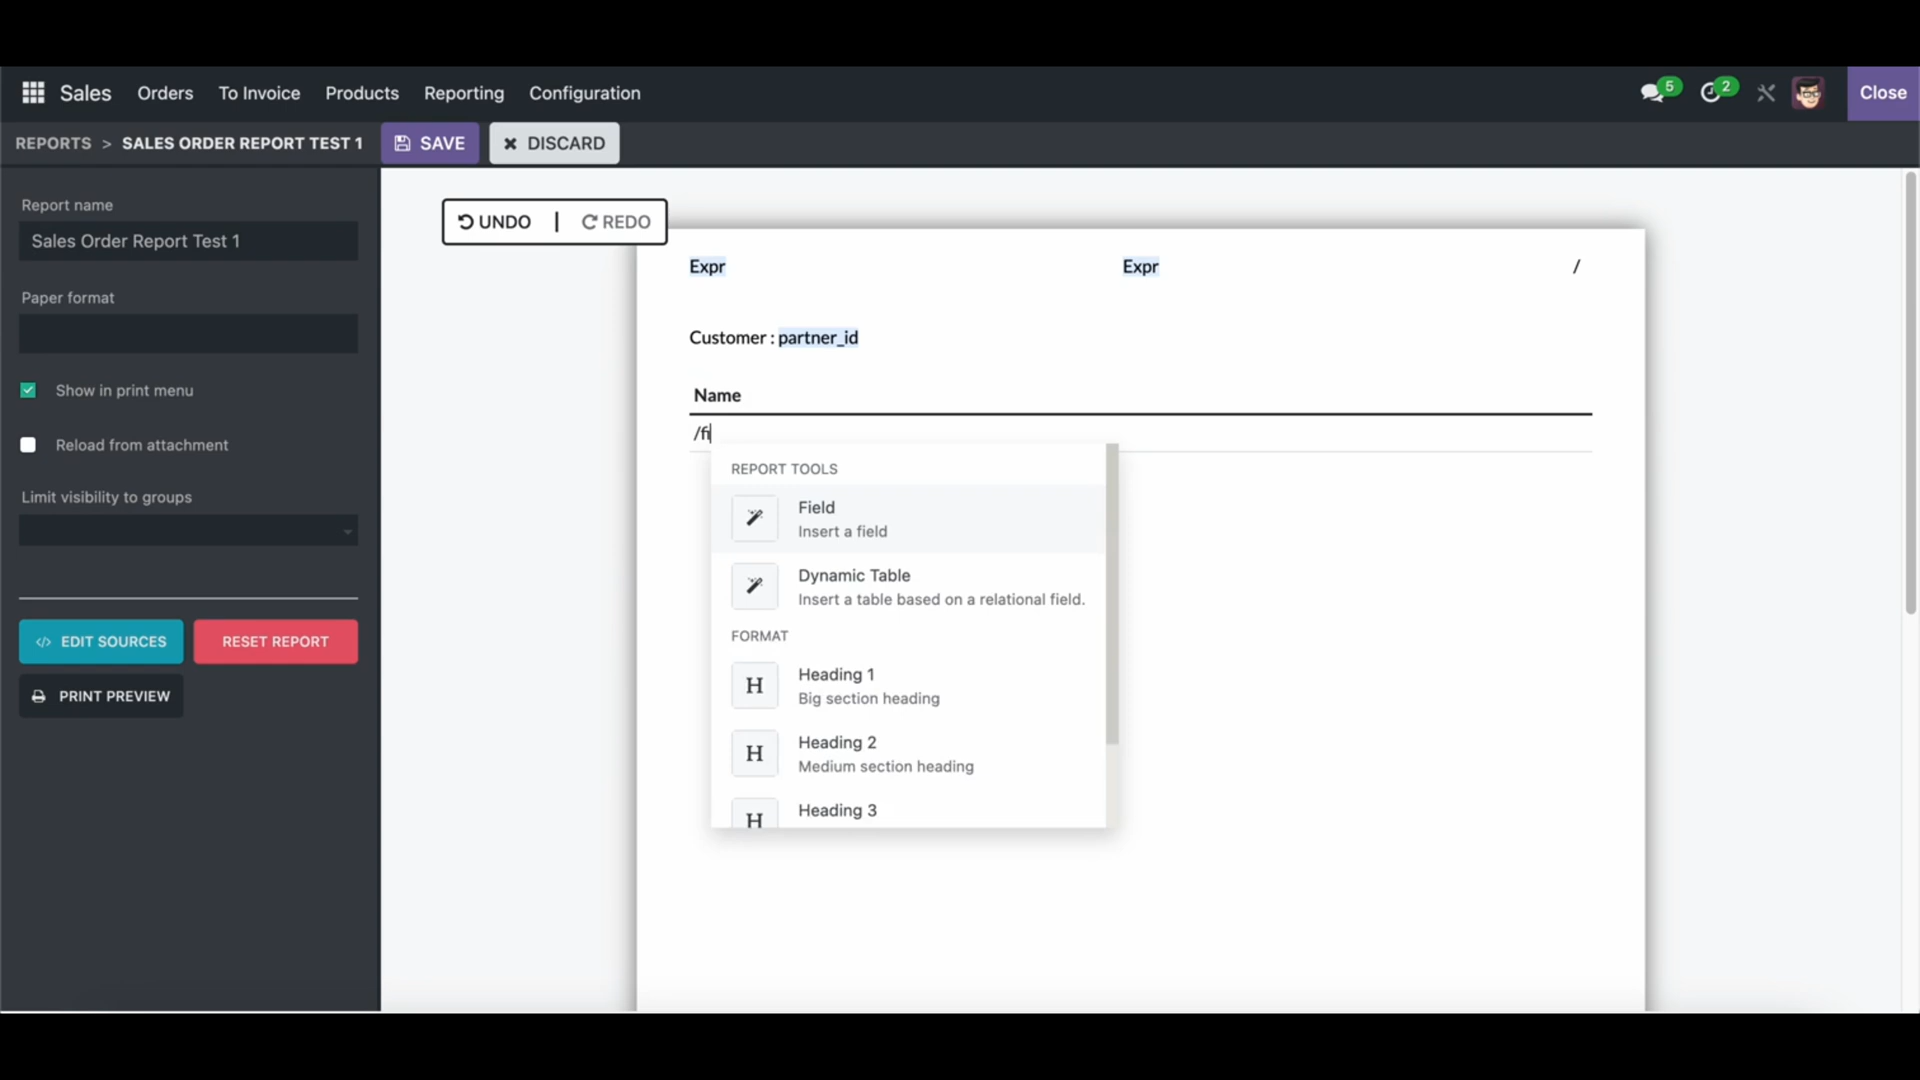 Sales Orders To Invoice Products Reporting Configuration 5 2 Close
REPORTS > SALES ORDER REPORT TEST 1 SAVE DISCARD
Report name
Sales Order Report Test 1
Paper format
Show in print menu
Reload from attachment
Limit visibility to groups
EDIT SOURCES RESET REPORT
PRINT PREVIEW
UNDO | REDO
Expr Expr /
Customer : partner_id
Name
/fi
REPORT TOOLS
Field
Insert a field
Dynamic Table
Insert a table based on a relational field.
FORMAT
H Heading 1
Big section heading
H Heading 2
Medium section heading
H Heading 3